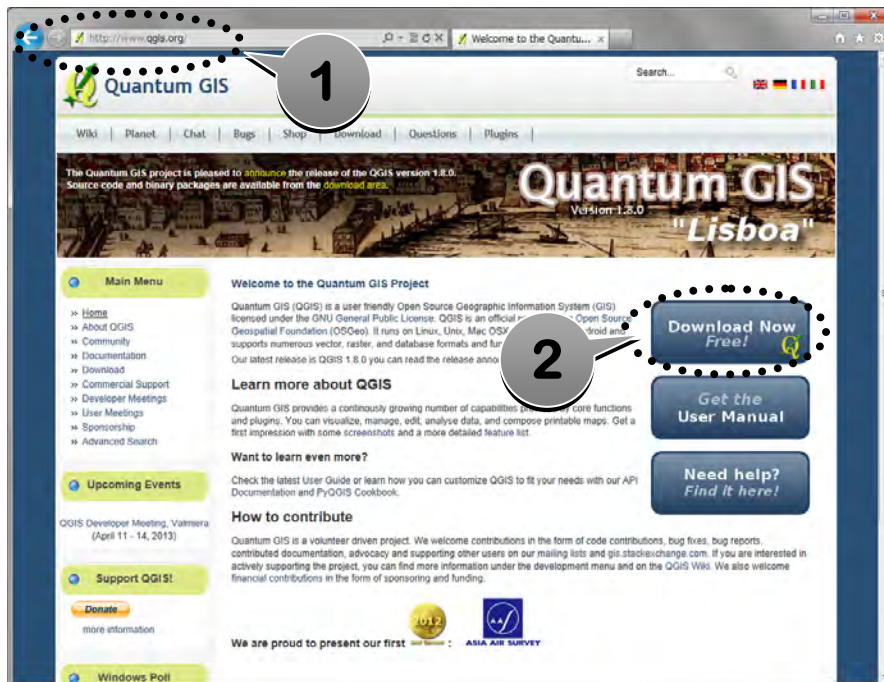 http://www.qgis.org/
Welcome to the Quantu...
1
Quantum GIS
Search...
Wiki | Planet | Chat | Bugs | Shop | Download | Questions | Plugins |
The Quantum GIS project is pleased to announce the release of the QGIS version 1.8.0.
Source code and binary packages are available from the download area.
Quantum GIS
Version 1.8.0
"Lisboa"
Main Menu
» Home
» About QGIS
» Community
» Documentation
» Download
» Commercial Support
» Developer Meetings
» User Meetings
» Sponsorship
» Advanced Search
Upcoming Events
QGIS Developer Meeting, Valmiera
(April 11 - 14, 2013)
Support QGIS!
Donate
more information
Windows Poll
Welcome to the Quantum GIS Project
Quantum GIS (QGIS) is a user friendly Open Source Geographic Information System (GIS)
licensed under the GNU General Public License. QGIS is an official Open Source
Geospatial Foundation (OSGeo). It runs on Linux, Unix, Mac OSX and
supports numerous vector, raster, and database formats and
Our latest release is QGIS 1.8.0 you can read the release
Learn more about QGIS
Quantum GIS provides a continously growing number of capabilities by core functions
and plugins. You can visualize, manage, edit, analyse data, and compose printable maps. Get a
first impression with some screenshots and a more detailed feature list.
Want to learn even more?
Check the latest User Guide or learn how you can customize QGIS to fit your needs with our API
Documentation and PyQGIS Cookbook.
How to contribute
Quantum GIS is a volunteer driven project. We welcome contributions in the form of code contributions, bug fixes, bug reports,
contributed documentation, advocacy and supporting other users on our mailing lists and gis.stackexchange.com. If you are interested in
actively supporting the project, you can find more information under the development menu and on the QGIS Wiki. We also welcome
financial contributions in the form of sponsoring and funding.
We are proud to present our first
2012
:
ASIA AIR SURVEY
2
Download Now
Free!
Get the
User Manual
Need help?
Find it here!